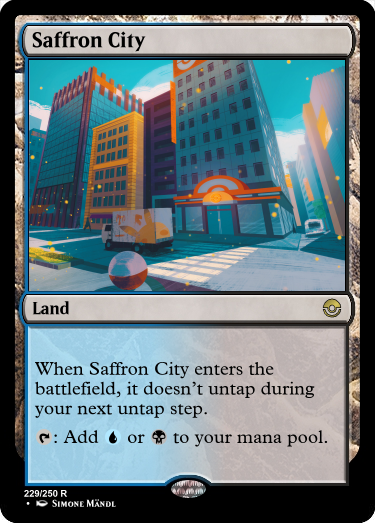 Saffron City
Land
When Saffron City enters the
battlefield, it doesn't untap during
your next untap step.
: Add or to your mana pool.
229/250 R
• SIMONE MÄNDL